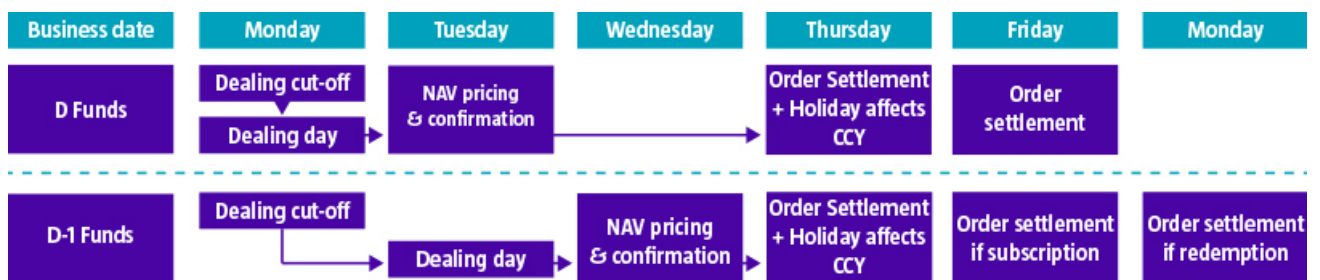 Business date
Monday
Tuesday
Wednesday
Thursday
Friday
Monday
D Funds
Dealing cut-off
Dealing day
NAV pricing
& confirmation
Order Settlement
+ Holiday affects
CCY
Order
settlement
D-1 Funds
Dealing cut-off
Dealing day
NAV pricing
& confirmation
Order Settlement
+ Holiday affects
CCY
Order settlement
if subscription
Order settlement
if redemption